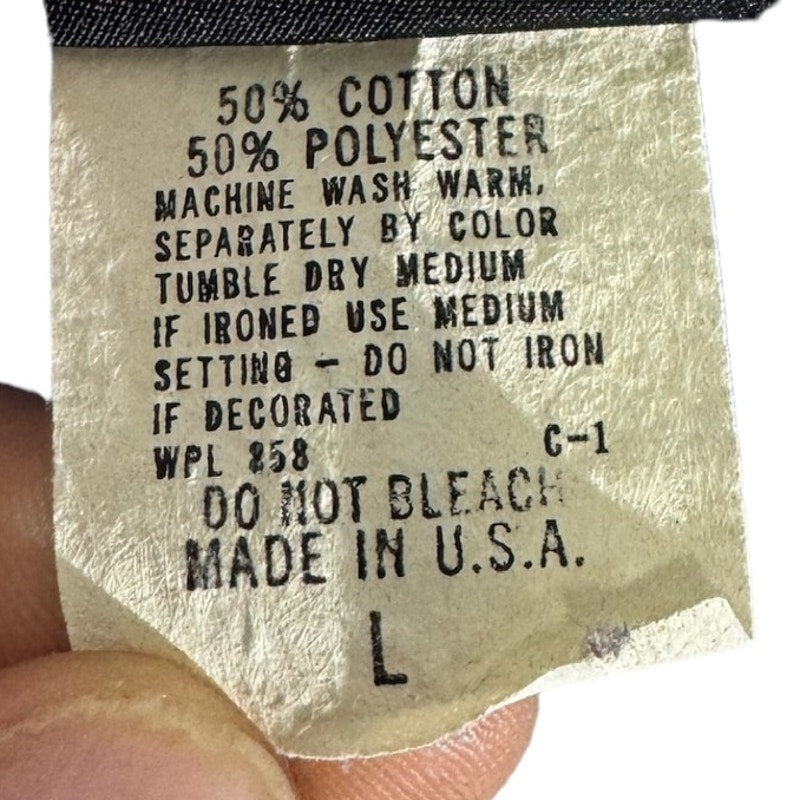 50% COTTON
50% POLYESTER
MACHINE WASH WARM,
SEPARATELY BY COLOR
TUMBLE DRY MEDIUM
IF IRONED USE MEDIUM
SETTING - DO NOT IRON
IF DECORATED
WPL 858 C-1
DO NOT BLEACH
MADE IN U.S.A.
L